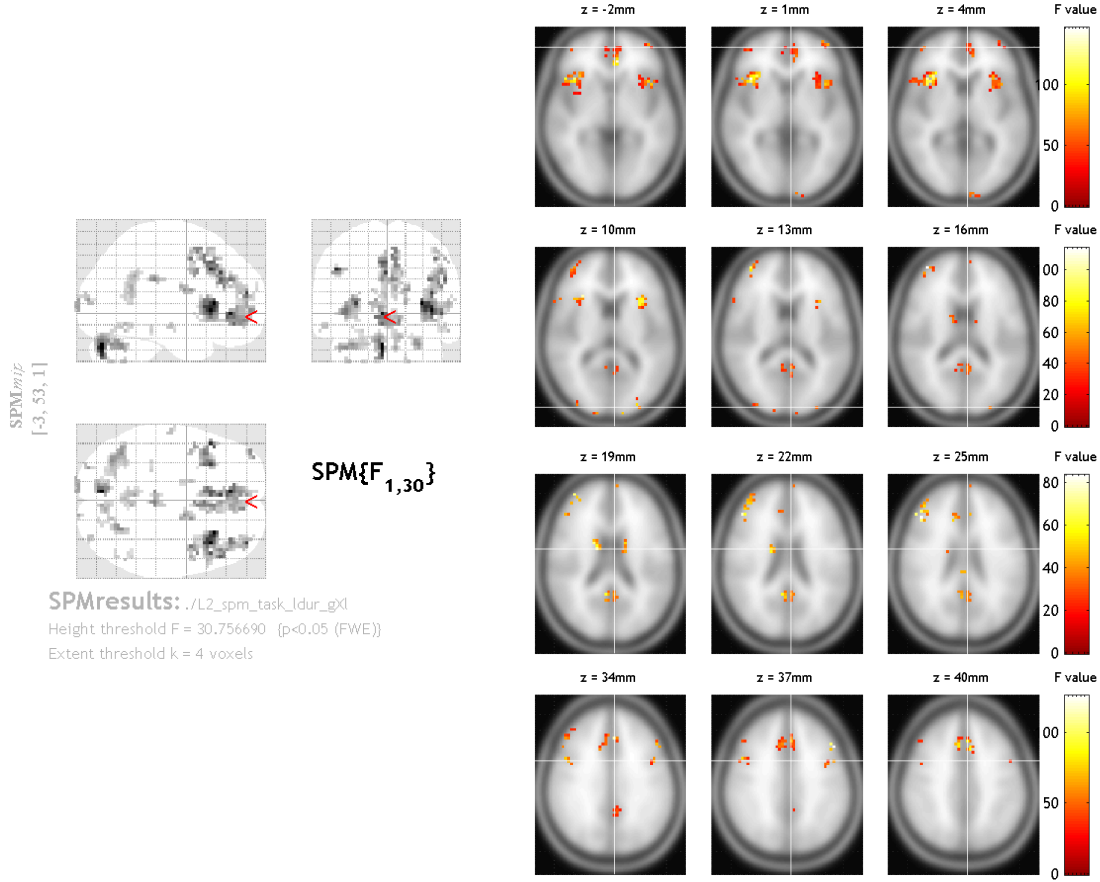 z = -2mm z = 1mm z = 4mm F value
100
50
0
SPMmip
[-3, 53, 1]
<
<
<
SPM{F1,30}
SPMresults: ./L2_spm_task_ldur_gXl
Height threshold F = 30.756690 {p<0.05 (FWE)}
Extent threshold k = 4 voxels
z = 10mm z = 13mm z = 16mm F value
00
80
60
40
20
0
z = 19mm z = 22mm z = 25mm F value
80
60
40
20
0
z = 34mm z = 37mm z = 40mm F value
00
50
0